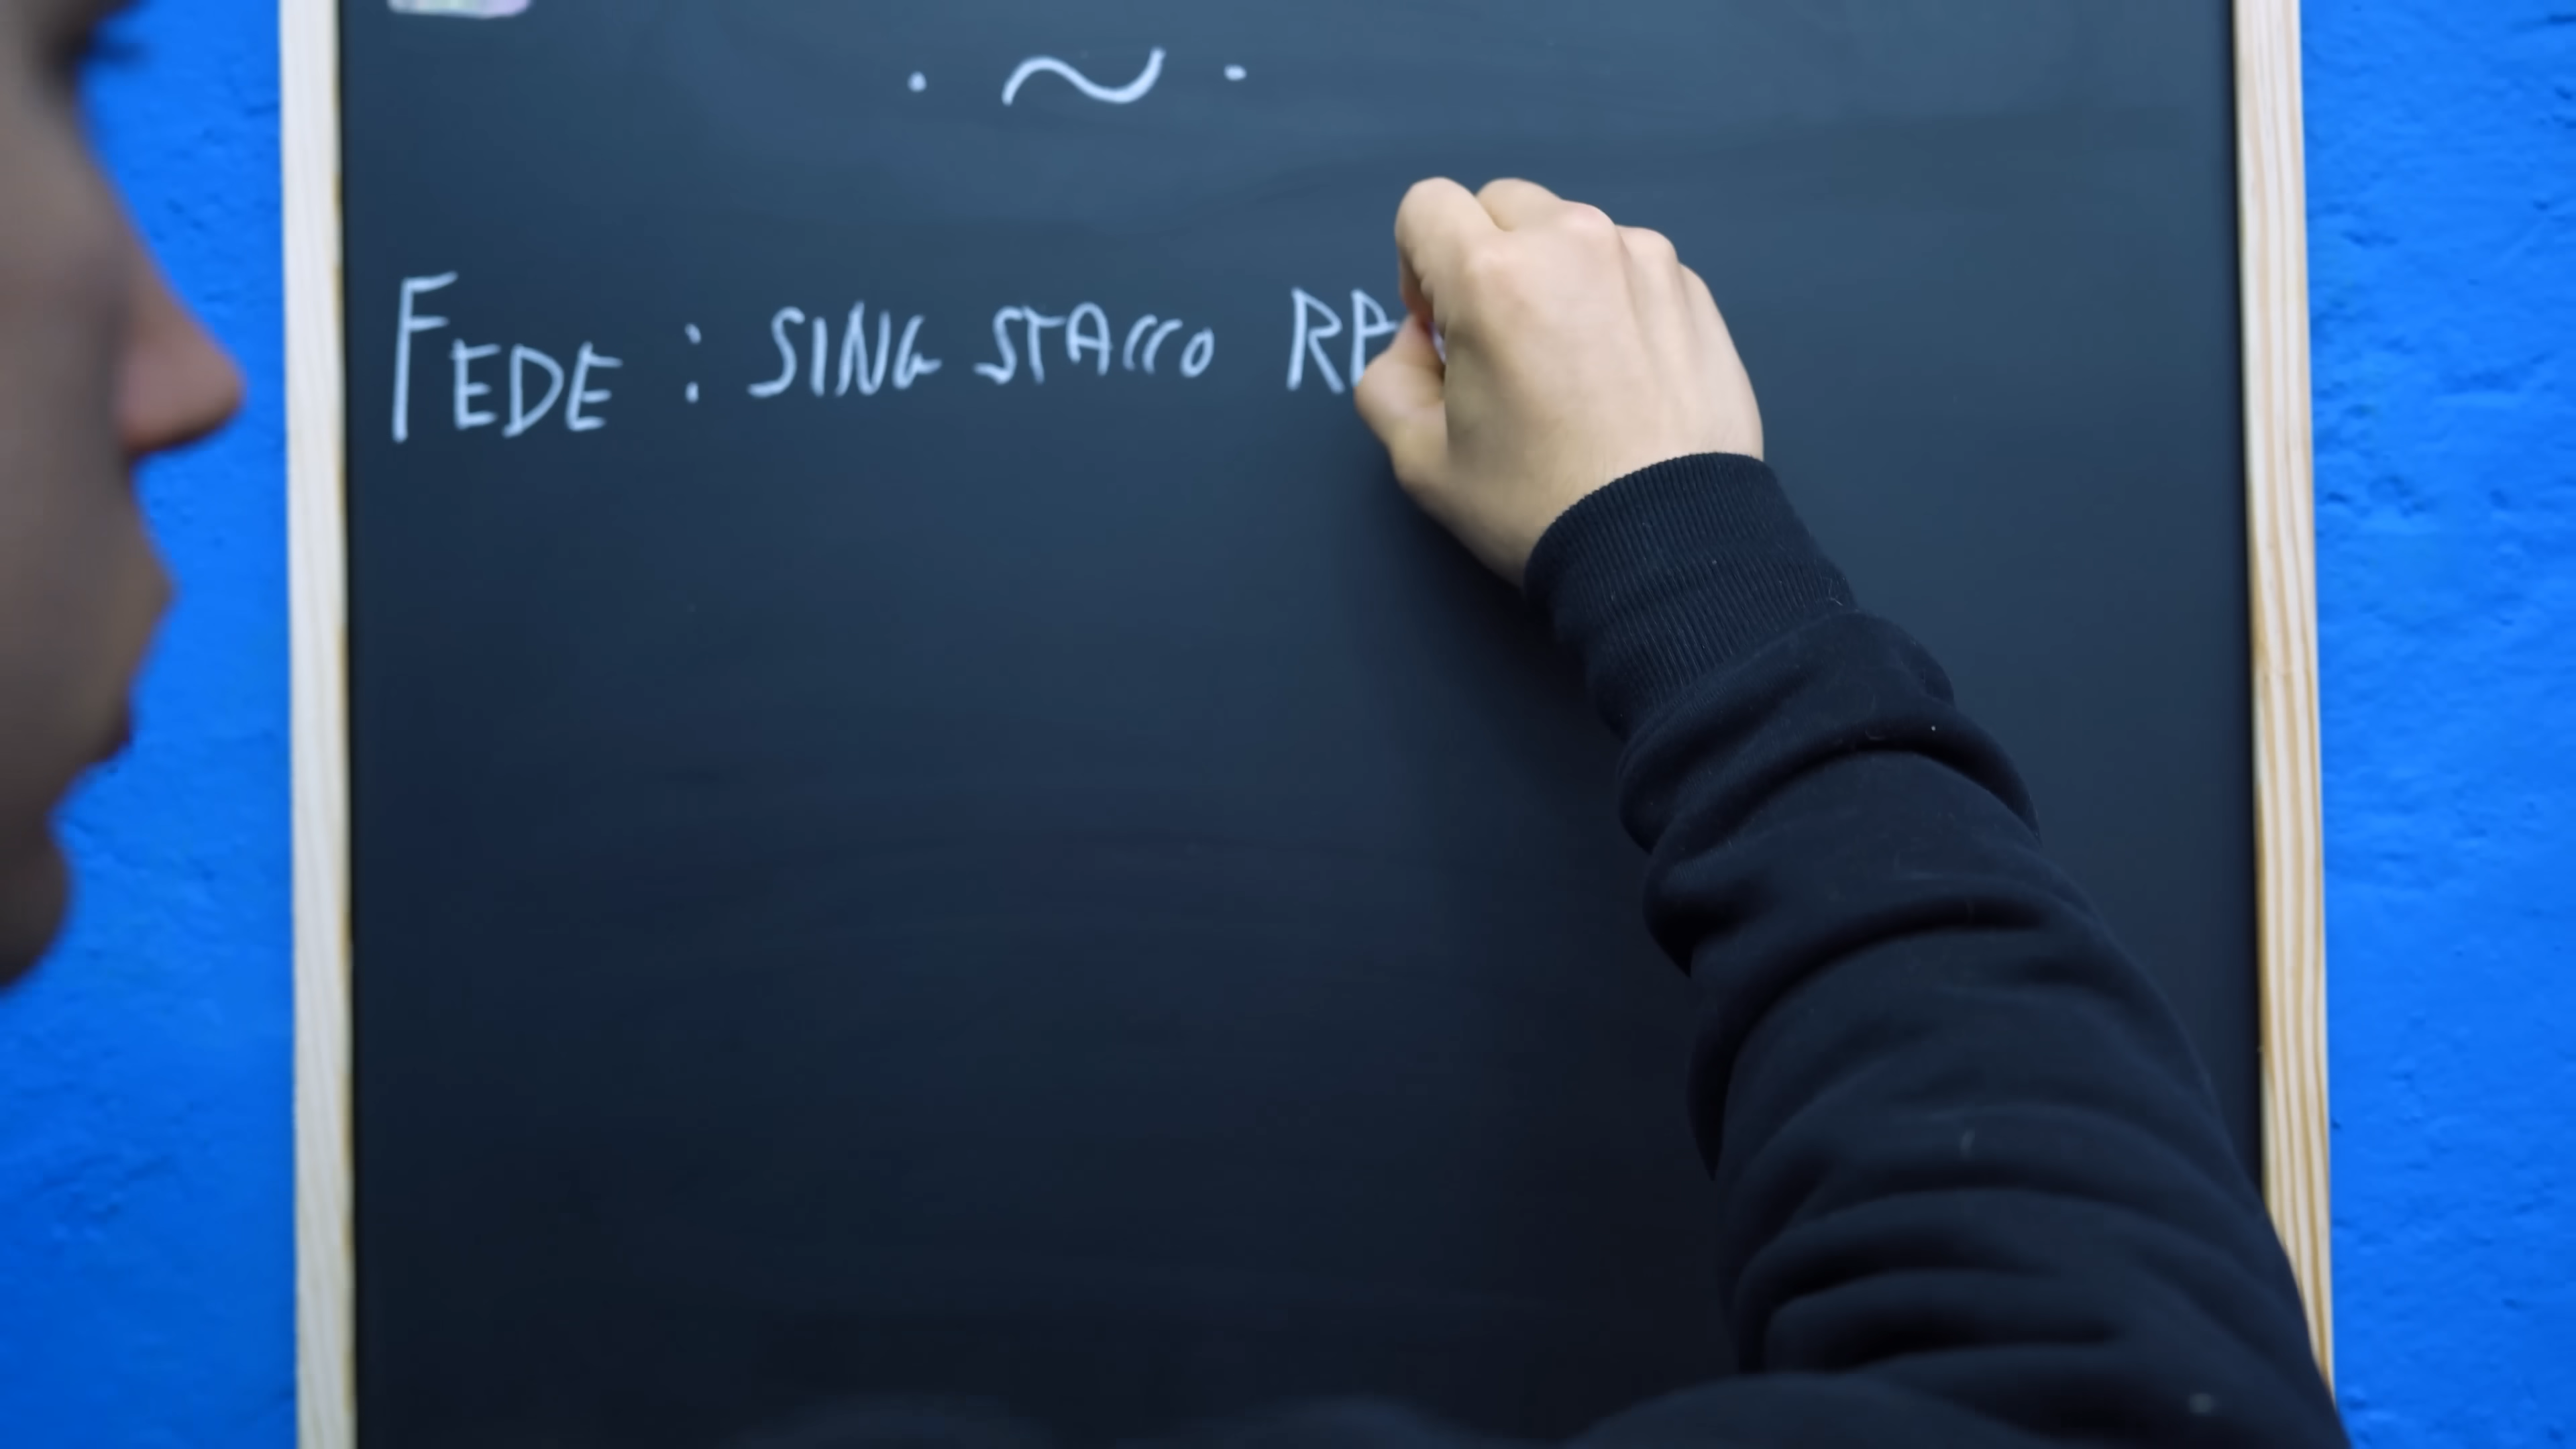 · ~ ·
FEDE : SING STACCO